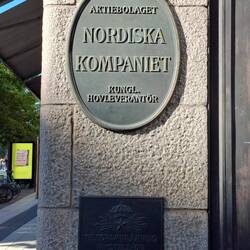 AKTIEBOLAGET
NORDISKA
KOMPANIET
KUNGL.
HOVLEVERANTÖR